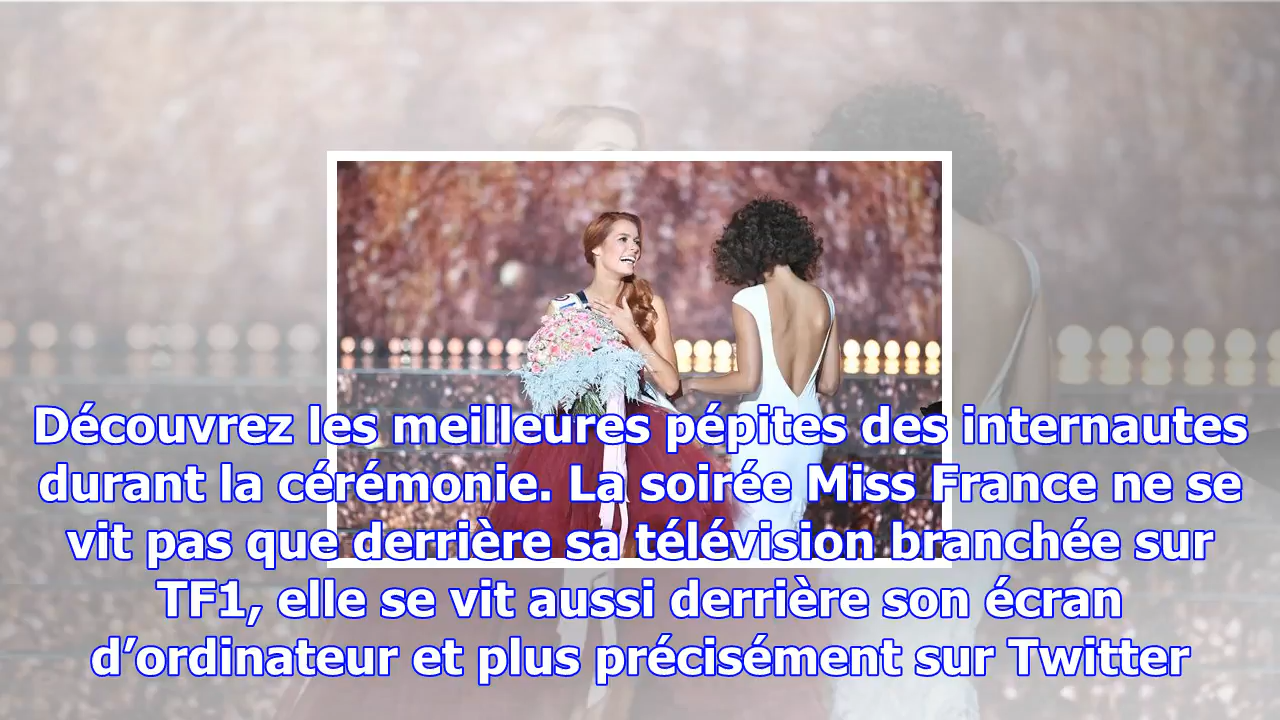 Découvrez les meilleures pépites des internautes
durant la cérémonie. La soirée Miss France ne se
vit pas que derrière sa télévision branchée sur
TF1, elle se vit aussi derrière son écran
d’ordinateur et plus précisément sur Twitter